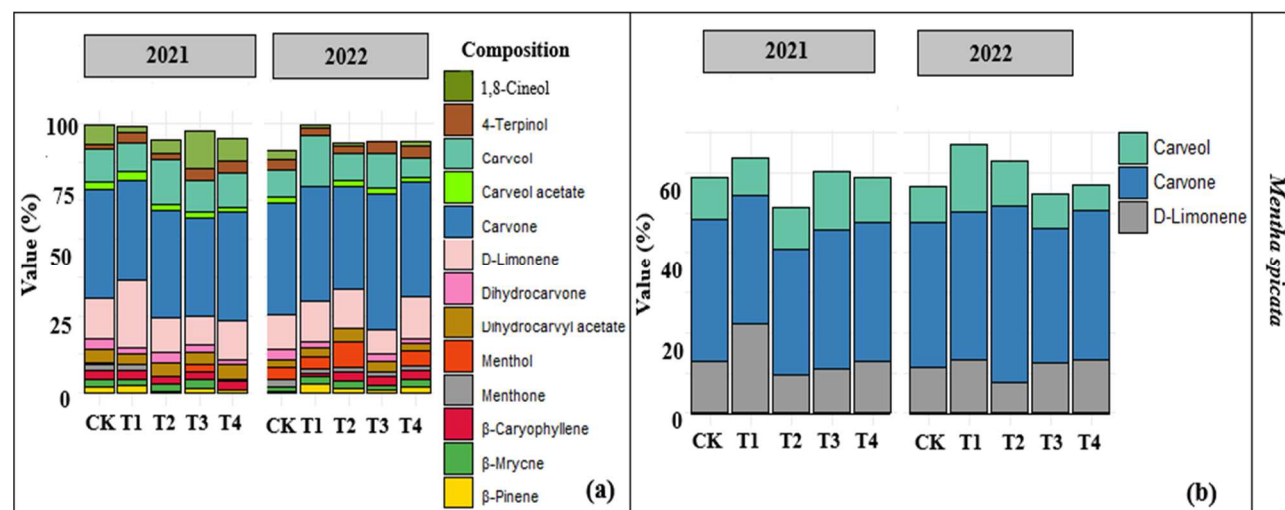 2021
2022
Composition
1,8-Cineol
4-Terpinol
Carveol
Carveol acetate
Carvone
D-Limonene
Dihydrocarvone
Dihydrocarvyl acetate
Menthol
Menthone
β-Caryophyllene
β-Mrycne
β-Pinene
Value (%)
100
75
50
25
0
CK T1 T2 T3 T4
CK T1 T2 T3 T4
(a)
2021
2022
Carveol
Carvone
D-Limonene
Value (%)
60
40
20
0
CK T1 T2 T3 T4
CK T1 T2 T3 T4
(b)
Mentha spicata